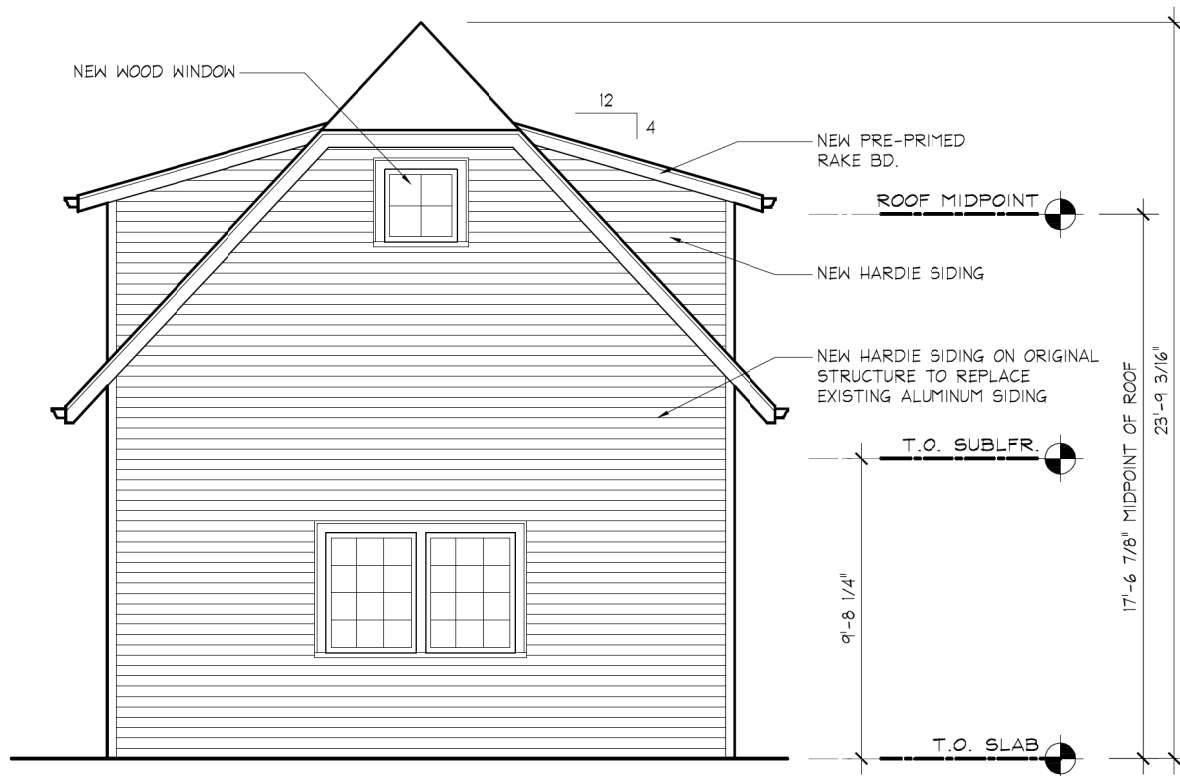 NEW WOOD WINDOW
12
4
NEW PRE-PRIMED
RAKE BD.
ROOF MIDPOINT
NEW HARDIE SIDING
NEW HARDIE SIDING ON ORIGINAL
STRUCTURE TO REPLACE
EXISTING ALUMINUM SIDING
T.O. SUBLFR.
9'-8 1/4"
17'-6 7/8" MIDPOINT OF ROOF
23'-9 3/16"
T.O. SLAB